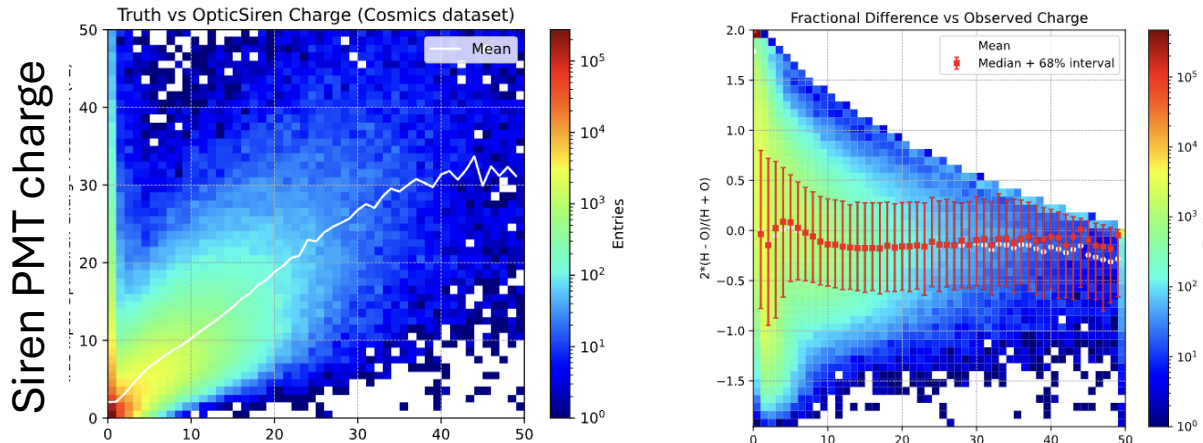 Truth vs OpticSiren Charge (Cosmics dataset)
Siren PMT charge
50
40
30
20
10
0
Mean
0 10 20 30 40 50
10^5
10^4
10^3
10^2
10^1
10^0
Entries
Fractional Difference vs Observed Charge
2*(H - O)/(H + O)
2.0
1.5
1.0
0.5
0.0
−0.5
−1.0
−1.5
Mean
Median + 68% interval
0 10 20 30 40 50
10^5
10^4
10^3
10^2
10^1
10^0